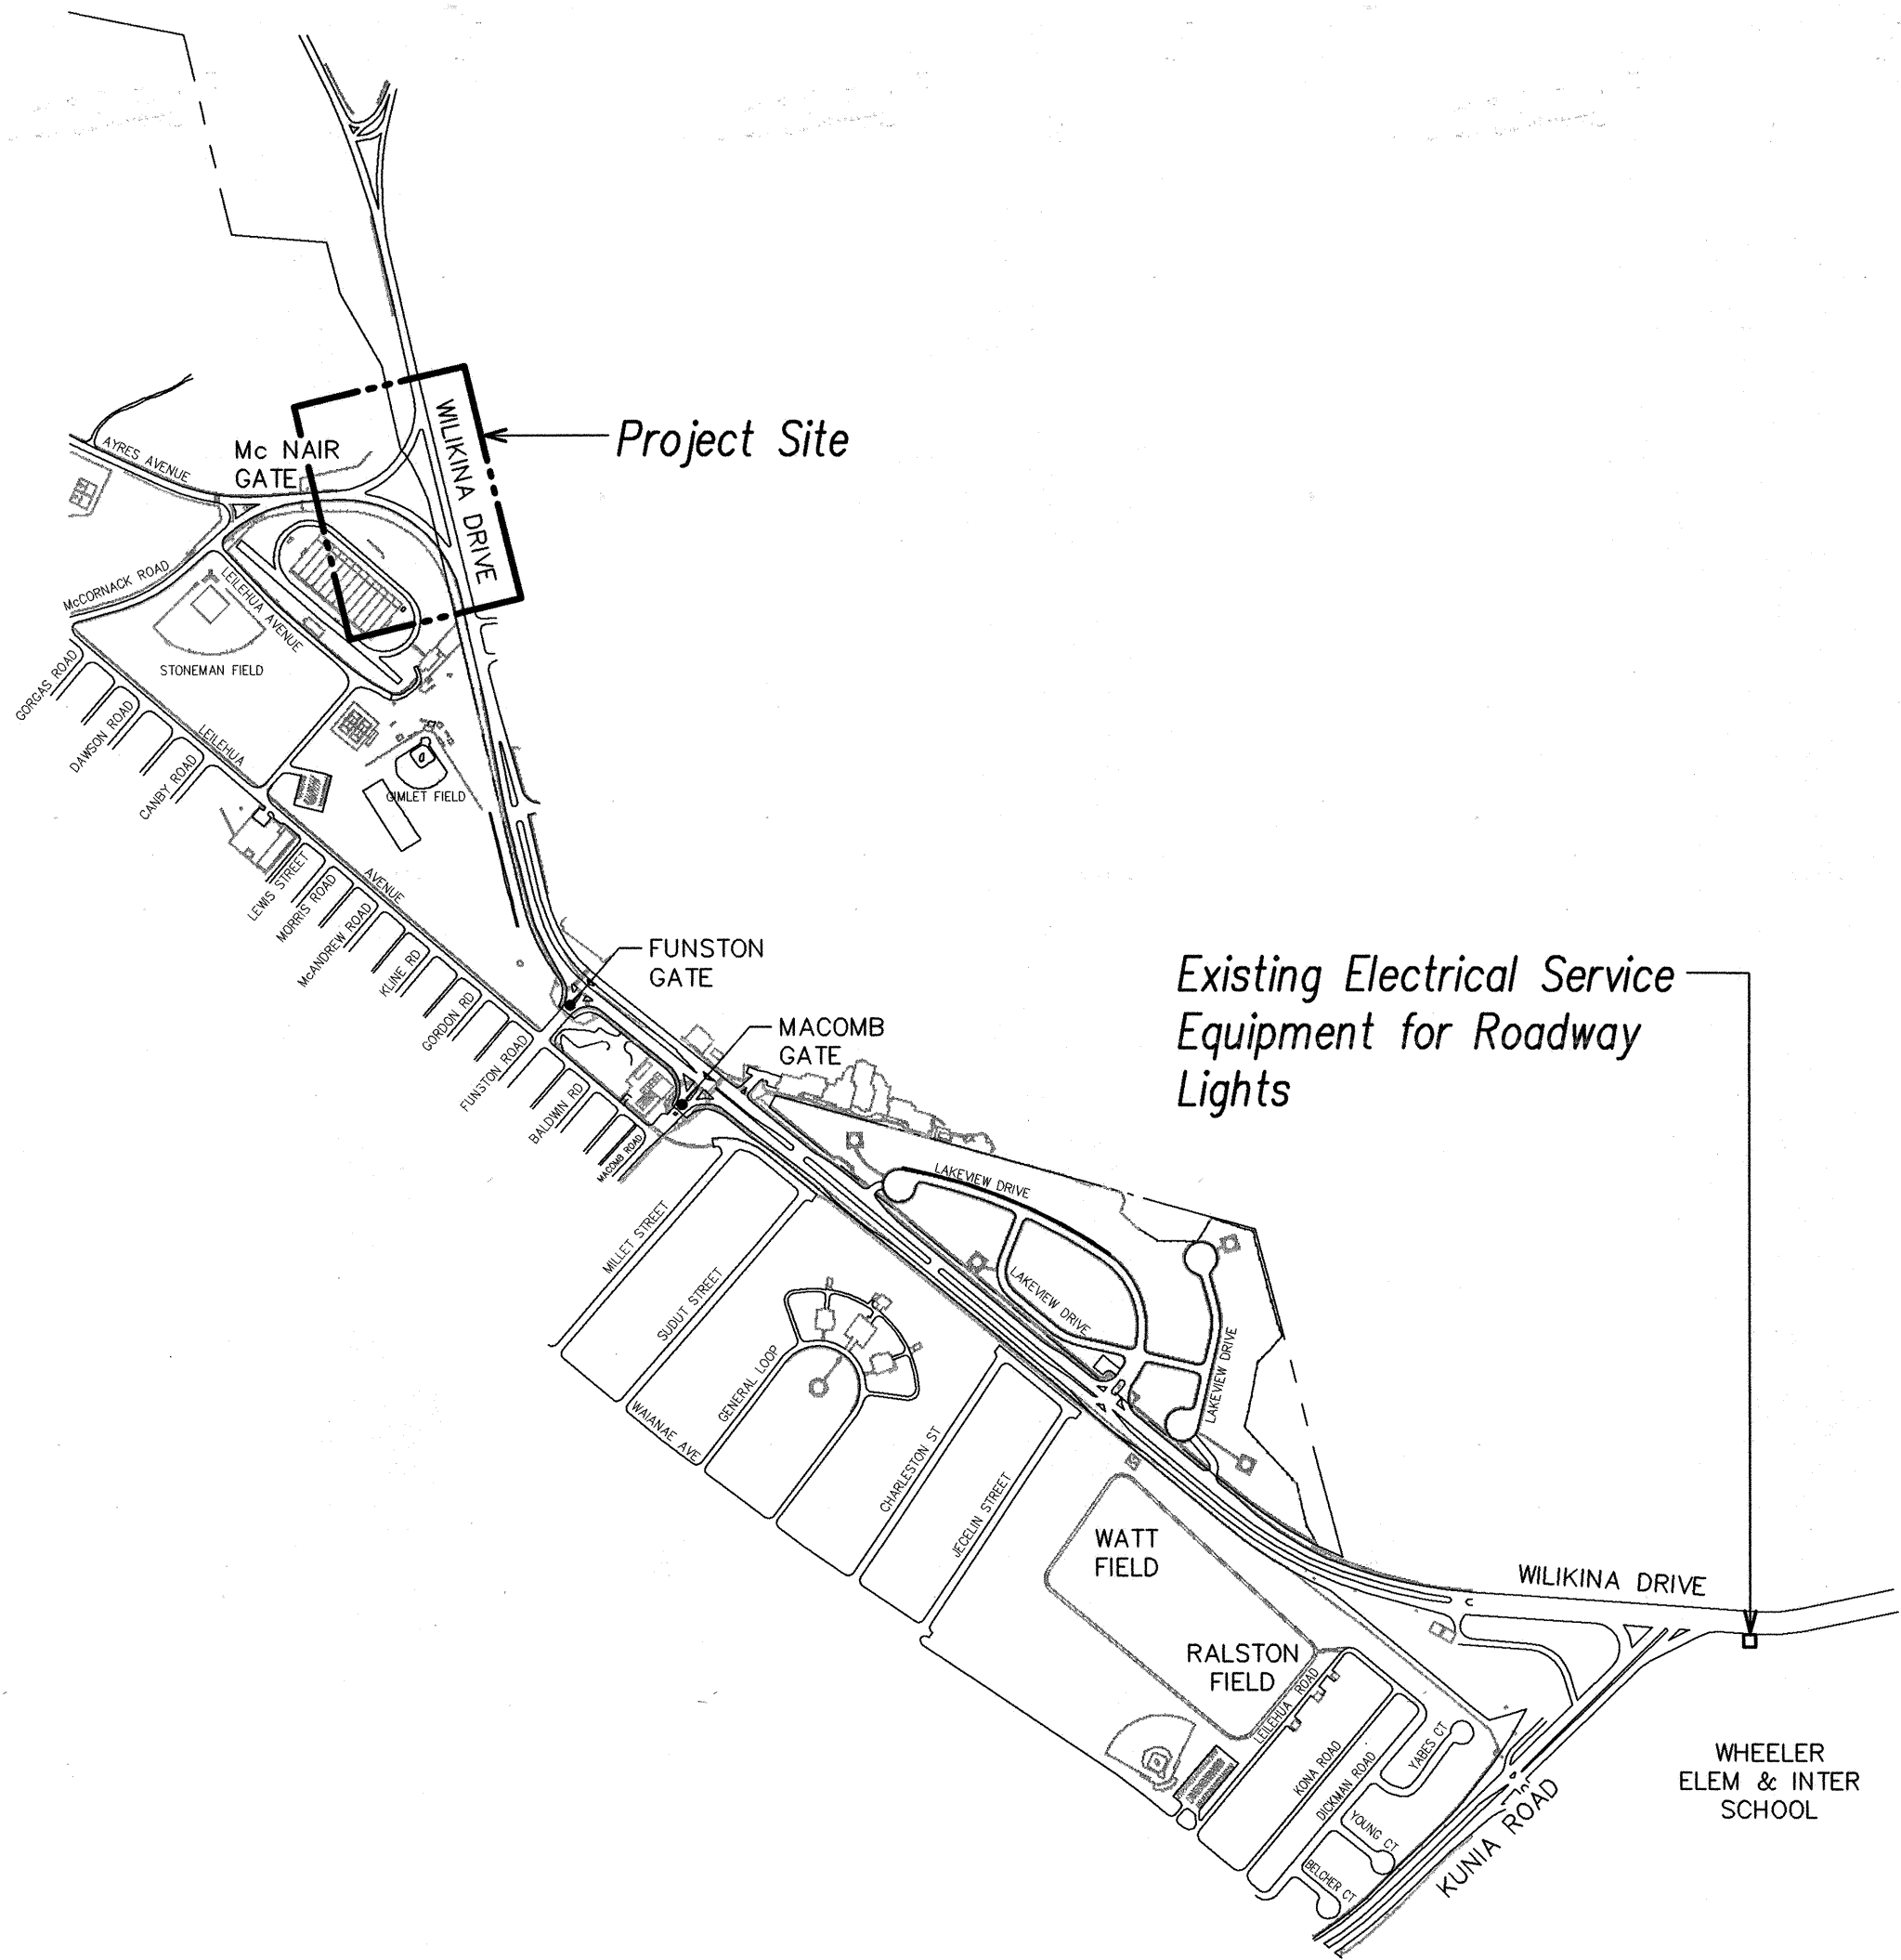 WILIKINA DRIVE
Project Site
Mc NAIR
GATE
AYRES AVENUE
McCORNACK ROAD
LEILEHUA AVENUE
STONEMAN FIELD
GORGAS ROAD
DAWSON ROAD
CANBY ROAD
LEILEHUA
GIMLET FIELD
AVENUE
LEWIS STREET
MORRIS ROAD
McANDREW ROAD
KLINE RD
GORDON RD
FUNSTON ROAD
BALDWIN RD
MACOMB ROAD
FUNSTON
GATE
MACOMB
GATE
Existing Electrical Service
Equipment for Roadway
Lights
LAKEVIEW DRIVE
LAKEVIEW DRIVE
LAKEVIEW DRIVE
MILLET STREET
SUDUT STREET
GENERAL LOOP
WAIANAE AVE
CHARLESTON ST
JECELIN STREET
WATT
FIELD
RALSTON
FIELD
WILIKINA DRIVE
LEILEHUA ROAD
KONA ROAD
DICKMAN ROAD
YABES CT
YOUNG CT
BELCHER CT
KUNIA ROAD
WHEELER
ELEM & INTER
SCHOOL